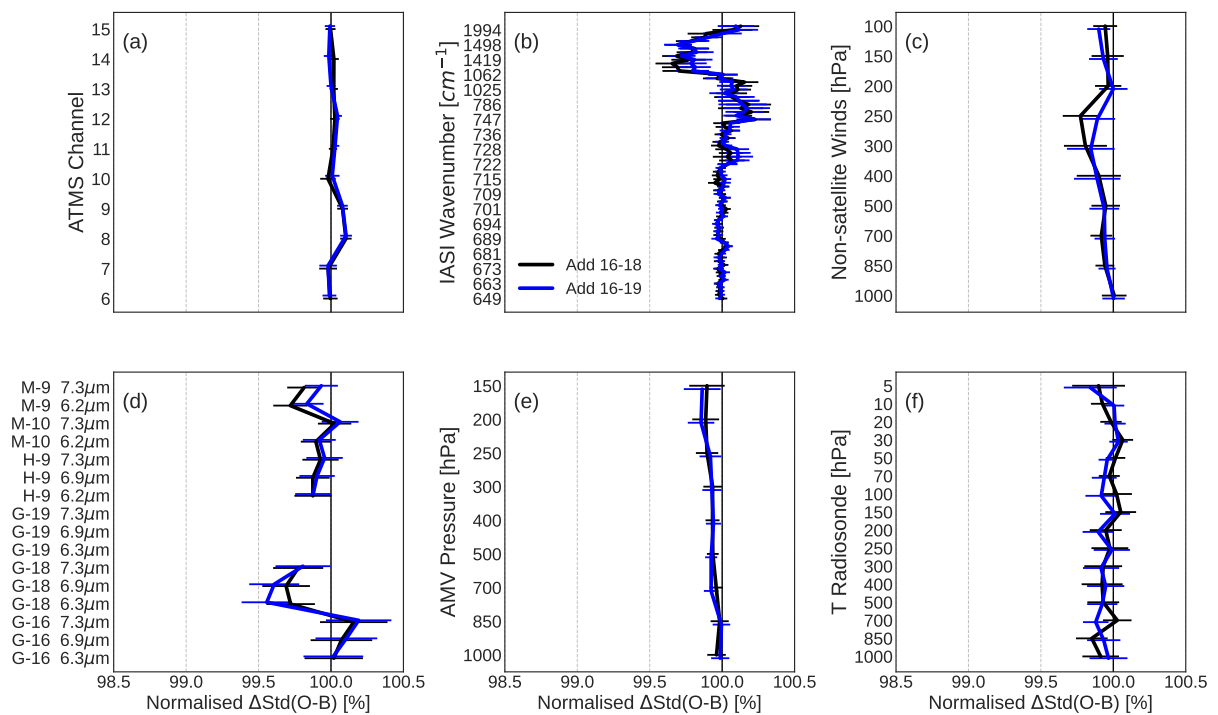 (a)
ATMS Channel
15
14
13
12
11
10
9
8
7
6
(b)
IASI Wavenumber [cm⁻¹]
1994
1498
1419
1062
1025
786
747
736
728
722
715
709
701
694
689
681
673
663
649
Add 16-18
Add 16-19
(c)
Non-satellite Winds [hPa]
100
150
200
250
300
400
500
700
850
1000
(d)
M-9 7.3μm
M-9 6.2μm
M-10 7.3μm
M-10 6.2μm
H-9 7.3μm
H-9 6.9μm
H-9 6.2μm
G-19 7.3μm
G-19 6.9μm
G-19 6.3μm
G-18 7.3μm
G-18 6.9μm
G-18 6.3μm
G-16 7.3μm
G-16 6.9μm
G-16 6.3μm
98.5 99.0 99.5 100.0 100.5
Normalised ΔStd(O-B) [%]
(e)
AMV Pressure [hPa]
150
200
250
300
400
500
700
850
1000
98.5 99.0 99.5 100.0 100.5
Normalised ΔStd(O-B) [%]
(f)
T Radiosonde [hPa]
5
10
20
30
50
70
100
150
200
250
300
400
500
700
850
1000
98.5 99.0 99.5 100.0 100.5
Normalised ΔStd(O-B) [%]